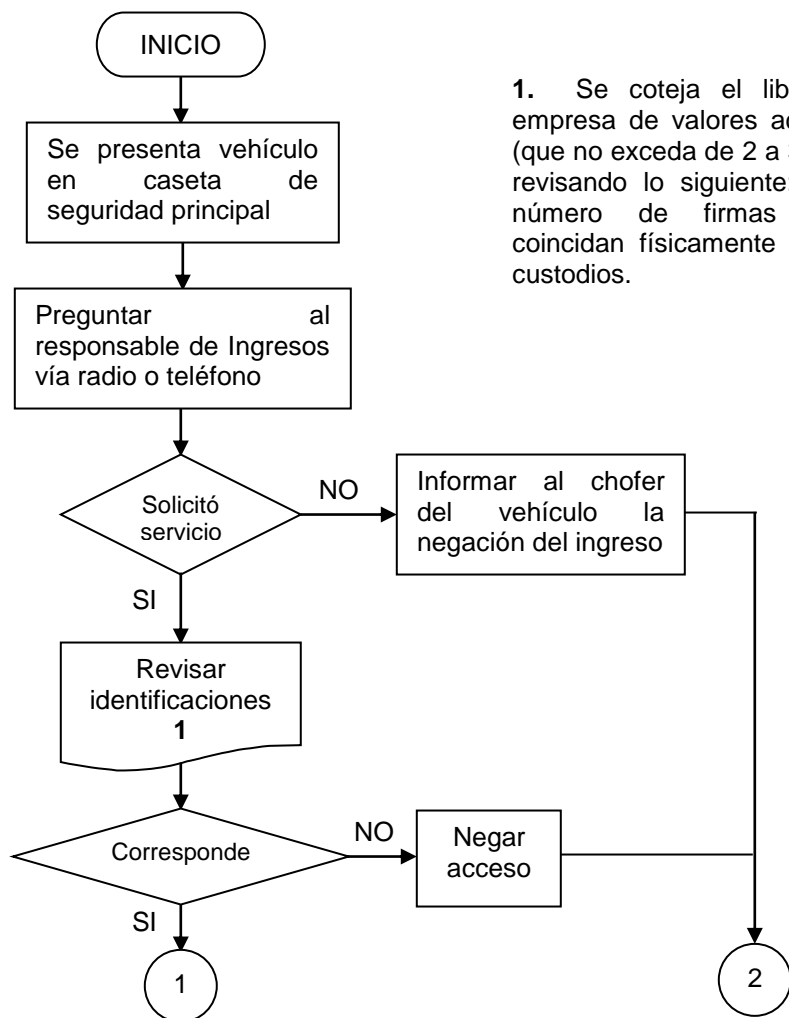 INICIO
Se presenta vehículo
en caseta de
seguridad principal
Preguntar al
responsable de Ingresos
vía radio o teléfono
Solicitó
servicio
NO
Informar al chofer
del vehículo la
negación del ingreso
SI
Revisar
identificaciones
1
Corresponde
NO
Negar
acceso
SI
1
2
1. Se coteja el
empresa de valores
(que no exceda de 2 a
revisando lo siguiente:
número de firmas
coincidan físicamente
custodios.